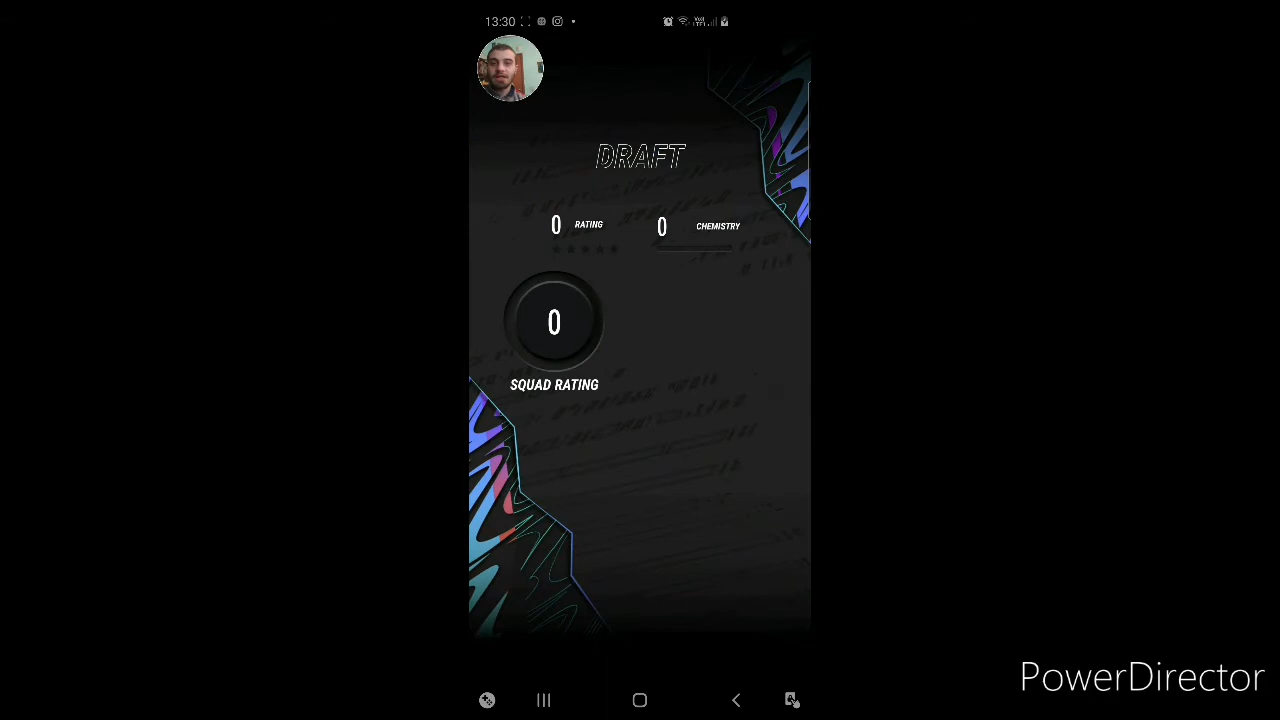 13:30
DRAFT
0 RATING 0 CHEMISTRY
0
SQUAD RATING
PowerDirector